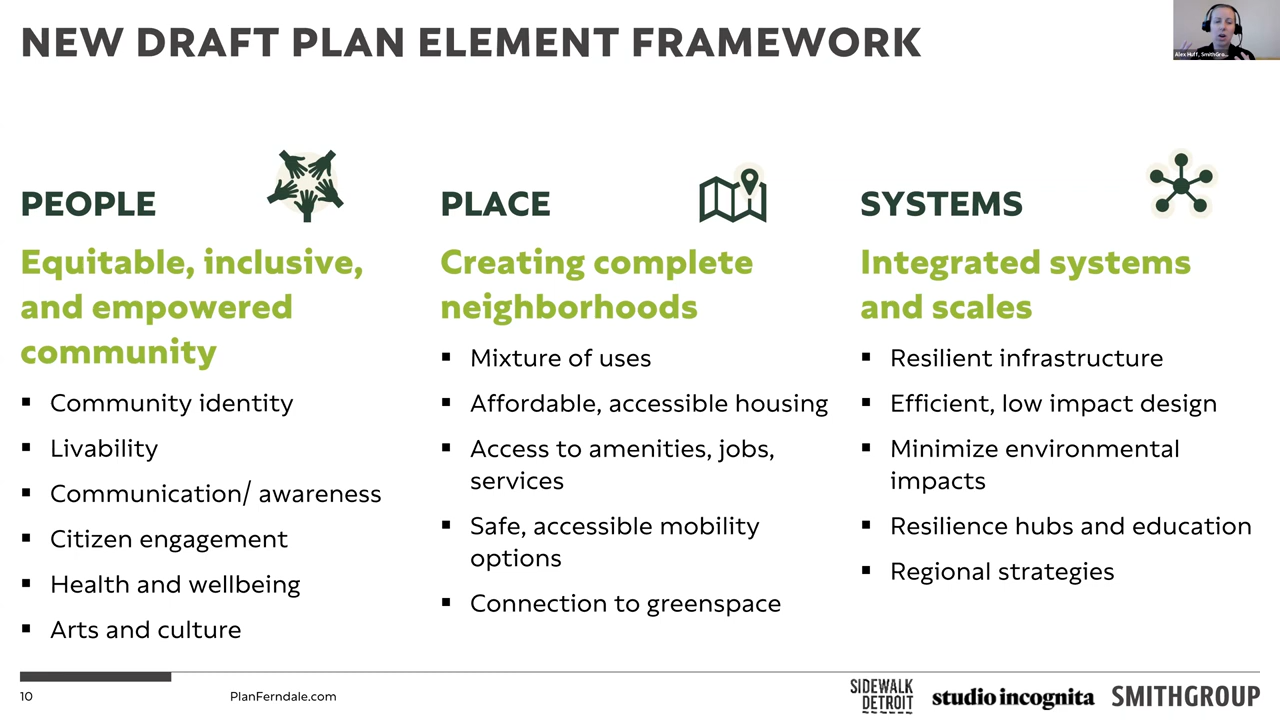 NEW DRAFT PLAN ELEMENT FRAMEWORK
Alex Huff, SmithGro...
PEOPLE
Equitable, inclusive,
and empowered
community
▪ Community identity
▪ Livability
▪ Communication/ awareness
▪ Citizen engagement
▪ Health and wellbeing
▪ Arts and culture
PLACE
Creating complete
neighborhoods
▪ Mixture of uses
▪ Affordable, accessible housing
▪ Access to amenities, jobs,
services
▪ Safe, accessible mobility
options
▪ Connection to greenspace
SYSTEMS
Integrated systems
and scales
▪ Resilient infrastructure
▪ Efficient, low impact design
▪ Minimize environmental
impacts
▪ Resilience hubs and education
▪ Regional strategies
10
PlanFerndale.com
SIDEWALK
DETROIT
studio incognita
SMITHGROUP